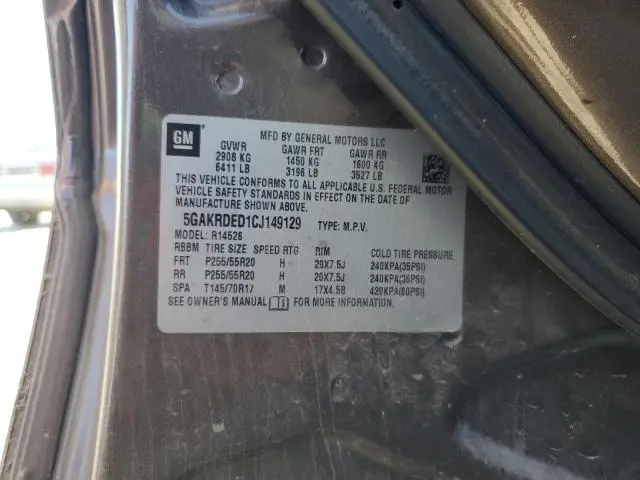 GM
MFD BY GENERAL MOTORS LLC
GVWR GAWR FRT GAWR RR
2908 KG 1450 KG 1600 KG
6411 LB 3196 LB 3527 LB
THIS VEHICLE CONFORMS TO ALL APPLICABLE U.S. FEDERAL MOTOR
VEHICLE SAFETY STANDARDS IN EFFECT ON THE DATE OF
MANUFACTURE SHOWN ABOVE.
5GAKRDED1CJ149129 TYPE: M.P.V.
MODEL: R14526
RBBM TIRE SIZE SPEED RTG RIM COLD TIRE PRESSURE
FRT P255/55R20 H 20X7.5J 240KPA(35PSI)
RR P255/55R20 H 20X7.5J 240KPA(35PSI)
SPA T145/70R17 M 17X4.5B 420KPA(60PSI)
SEE OWNER'S MANUAL FOR MORE INFORMATION.